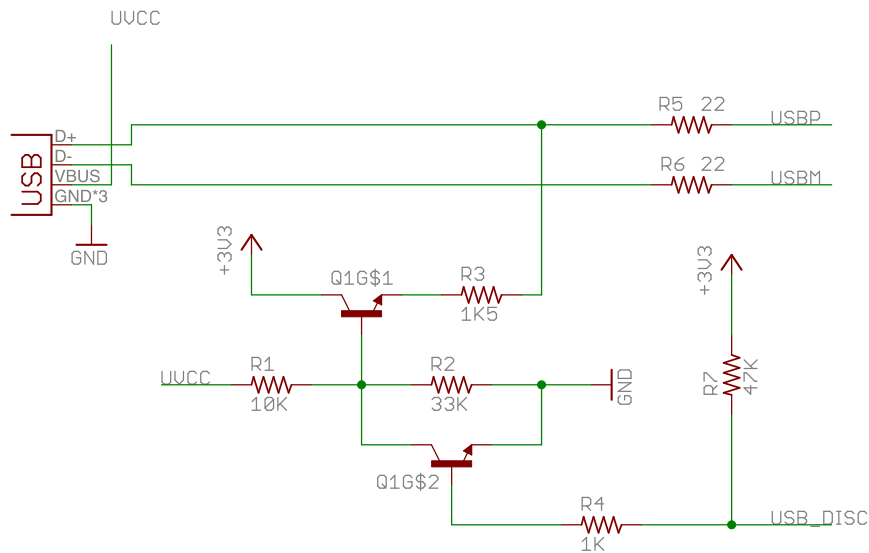 UVCC
R5 22
USBP
D+
D-
R6 22
USB
VBUS
USBM
GND*3
GND
+3V3
+3V3
Q1G$1
R3
1K5
R1
R2
UVCC
10K
33K
GND
R7
47K
Q1G$2
R4
USB_DISC
1K